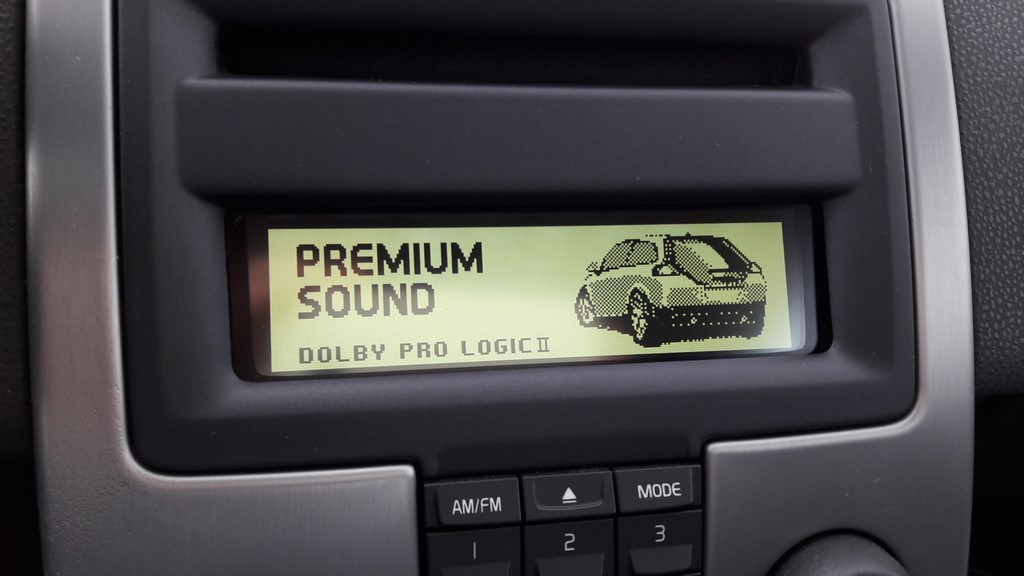 PREMIUM
SOUND
DOLBY PRO LOGIC II
AM/FM
MODE
1
2
3